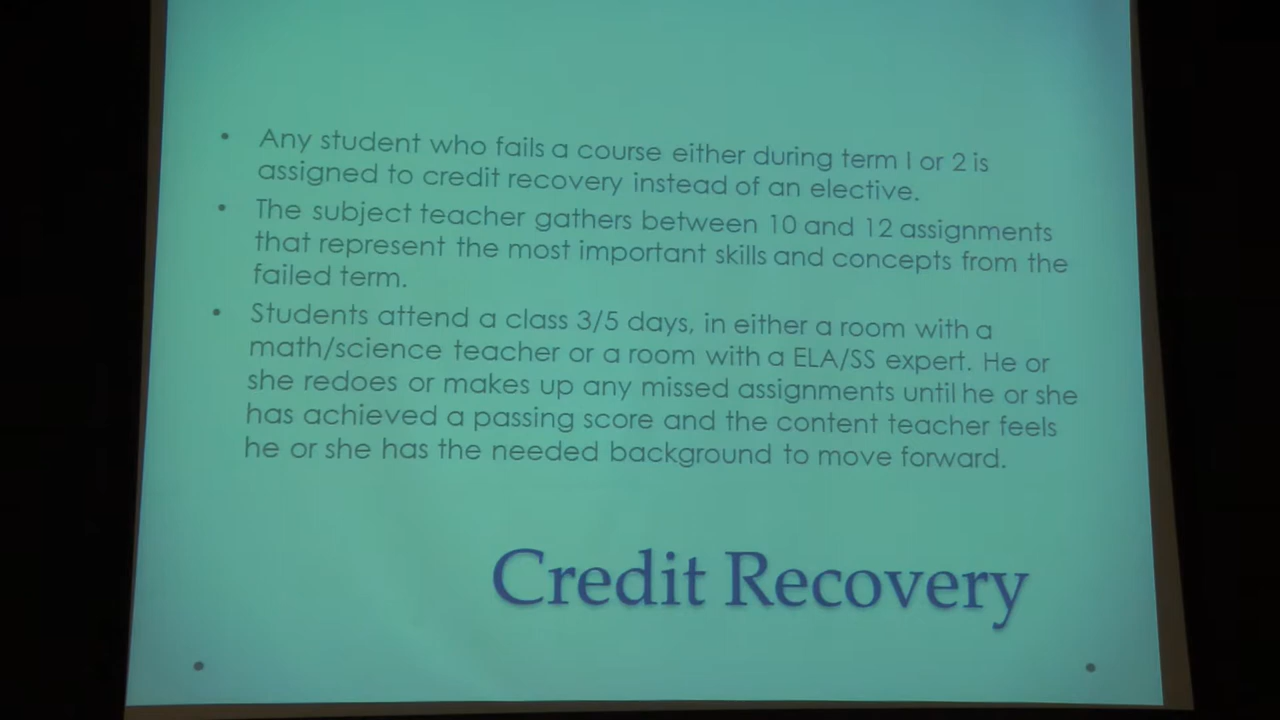 • Any student who fails a course either during term I or 2 is
assigned to credit recovery instead of an elective.
• The subject teacher gathers between 10 and 12 assignments
that represent the most important skills and concepts from the
failed term.
• Students attend a class 3/5 days, in either a room with a
math/science teacher or a room with a ELA/SS expert. He or
she redoes or makes up any missed assignments until he or she
has achieved a passing score and the content teacher feels
he or she has the needed background to move forward.
Credit Recovery